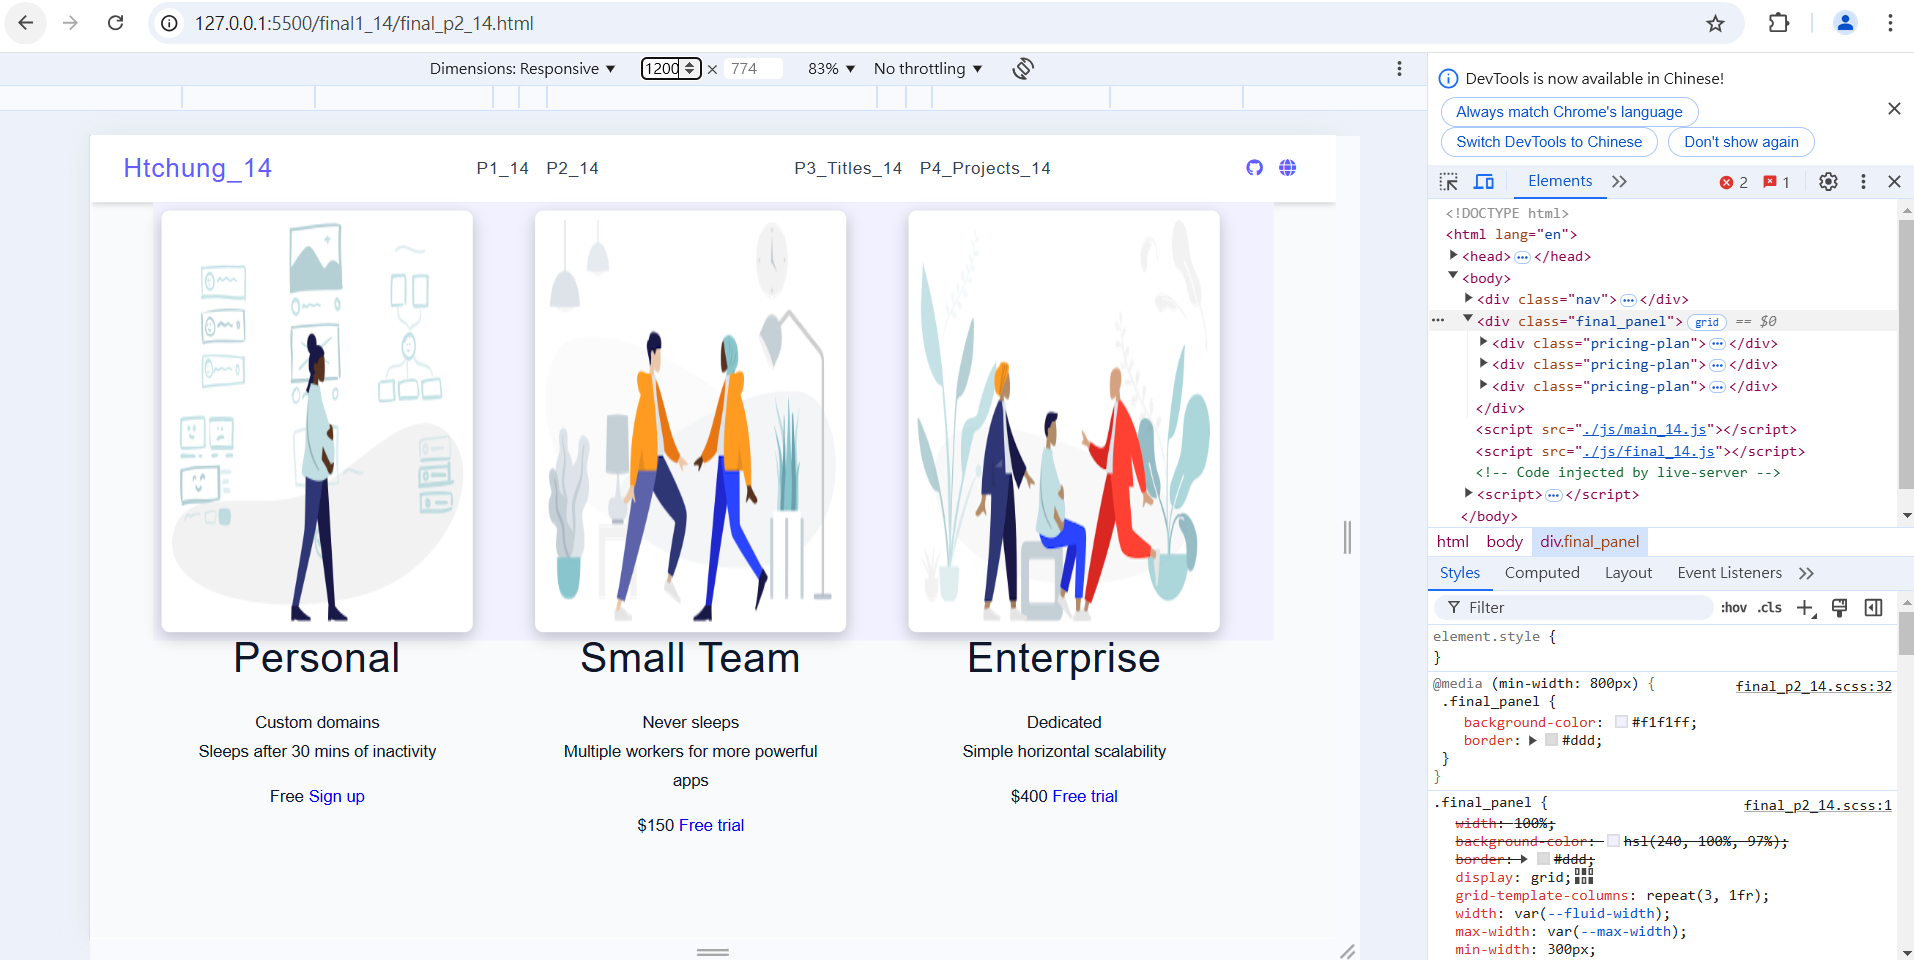 127.0.0.1:5500/final1_14/final_p2_14.html
Dimensions: Responsive 1200 × 774 83% No throttling
Htchung_14 P1_14 P2_14 P3_Titles_14 P4_Projects_14
Personal
Custom domains
Sleeps after 30 mins of inactivity
Free Sign up
Small Team
Never sleeps
Multiple workers for more powerful
apps
$150 Free trial
Enterprise
Dedicated
Simple horizontal scalability
$400 Free trial
DevTools is now available in Chinese!
Always match Chrome's language
Switch DevTools to Chinese Don't show again
Elements 2 1
<!DOCTYPE html>
<html lang="en">
<head> ••• </head>
<body>
<div class="nav"> ••• </div>
••• <div class="final_panel"> grid == $0
<div class="pricing-plan"> ••• </div>
<div class="pricing-plan"> ••• </div>
<div class="pricing-plan"> ••• </div>
</div>
<script src="./js/main_14.js"></script>
<script src="./js/final_14.js"></script>
<!-- Code injected by live-server -->
<script> ••• </script>
</body>
html body div.final_panel
Styles Computed Layout Event Listeners
Filter :hov .cls
element.style {
}
@media (min-width: 800px) { final_p2_14.scss:32
.final_panel {
background-color: #f1f1ff;
border: #ddd;
}
}
.final_panel { final_p2_14.scss:1
width: 100%;
background-color: hsl(240, 100%, 97%);
border: #ddd;
display: grid;
grid-template-columns: repeat(3, 1fr);
width: var(--fluid-width);
max-width: var(--max-width);
min-width: 300px;